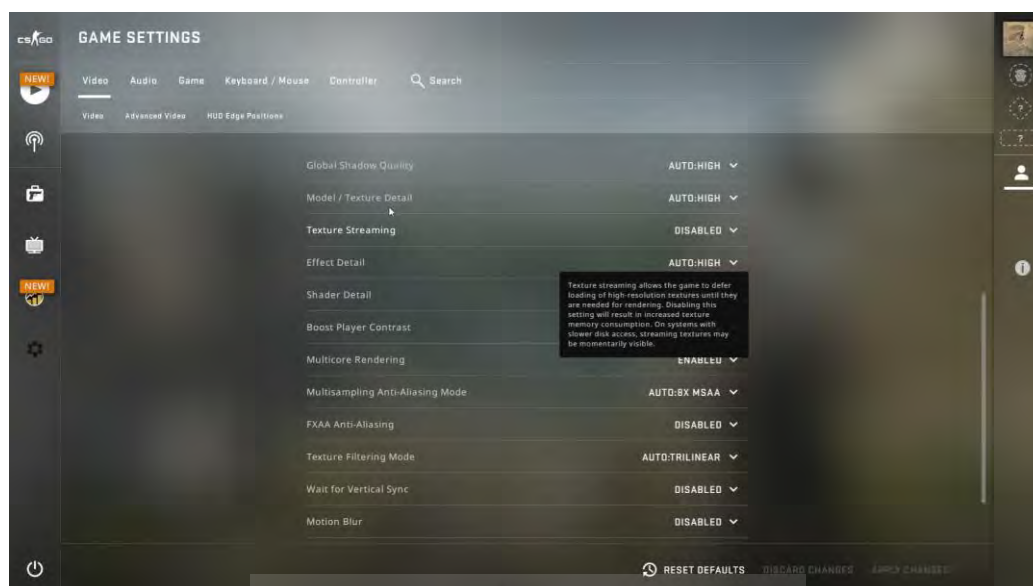 CS GO GAME SETTINGS
NEW!
Video Audio Game Keyboard / Mouse Controller Search
Video Advanced Video HUD Edge Positions
?
?
Global Shadow Quality AUTO:HIGH
Model / Texture Detail AUTO:HIGH
Texture Streaming DISABLED
Effect Detail AUTO:HIGH
NEW!
Shader Detail
Texture streaming allows the game to defer
loading of high-resolution textures until they
are needed for rendering. Disabling this
setting will result in increased texture
memory consumption. On systems with
slower disk access, streaming textures may
be momentarily visible.
Boost Player Contrast
Multicore Rendering ENABLED
Multisampling Anti-Aliasing Mode AUTO:8X MSAA
FXAA Anti-Aliasing DISABLED
Texture Filtering Mode AUTO:TRILINEAR
Wait for Vertical Sync DISABLED
Motion Blur DISABLED
RESET DEFAULTS DISCARD CHANGES APPLY CHANGES